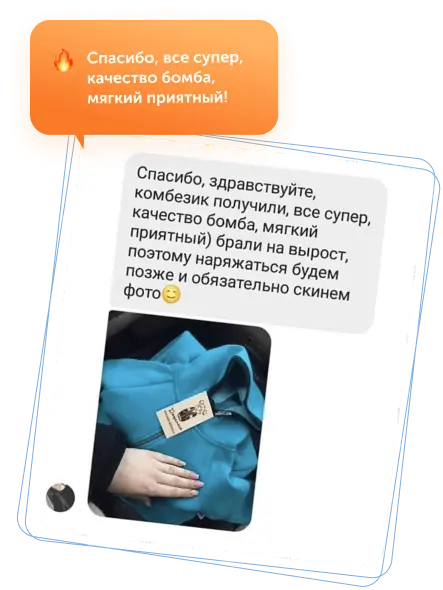 Спасибо, все супер,
качество бомба,
мягкий приятный!
Спасибо, здравствуйте,
комбезик получили, все супер,
качество бомба, мягкий
приятный) брали на вырост,
поэтому наряжаться будем
позже и обязательно скинем
фото😊